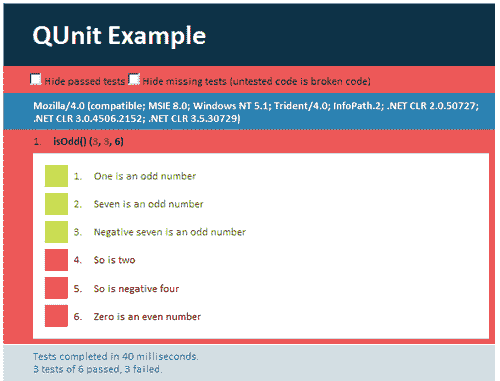 QUnit Example
Hide passed tests Hide missing tests (untested code is broken code)
Mozilla/4.0 (compatible; MSIE 8.0; Windows NT 5.1; Trident/4.0; InfoPath.2; .NET CLR 2.0.50727;
.NET CLR 3.0.4506.2152; .NET CLR 3.5.30729)
1. isOdd() (3, 3, 6)
1. One is an odd number
2. Seven is an odd number
3. Negative seven is an odd number
4. So is two
5. So is negative four
6. Zero is an even number
Tests completed in 40 milliseconds.
3 tests of 6 passed, 3 failed.